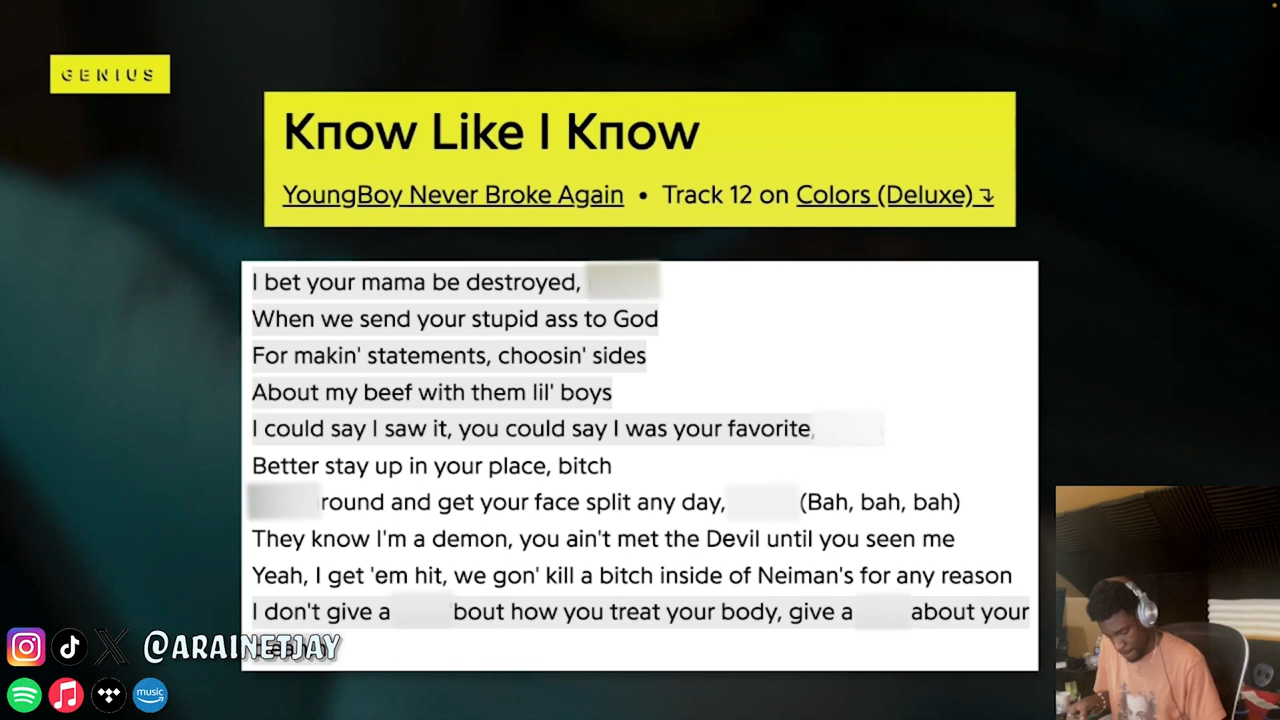 GENIUS
Know Like I Know
YoungBoy Never Broke Again • Track 12 on Colors (Deluxe)
I bet your mama be destroyed,
When we send your stupid ass to God
For makin' statements, choosin' sides
About my beef with them lil' boys
I could say I saw it, you could say I was your favorite,
Better stay up in your place, bitch
round and get your face split any day, (Bah, bah, bah)
They know I'm a demon, you ain't met the Devil until you seen me
Yeah, I get 'em hit, we gon' kill a bitch inside of Neiman's for any reason
I don't give a 'bout how you treat your body, give a about your
@ARAINETJAY
music